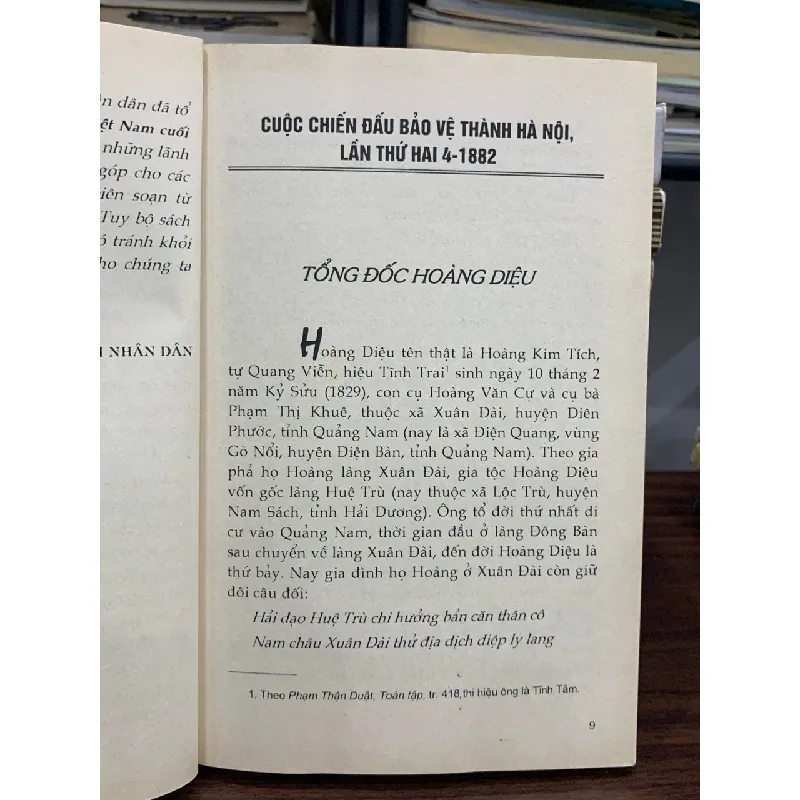 n dân đã tổ
ệt Nam cuối
những lãnh
góp cho các
iên soạn từ
Tuy bộ sách
ó tránh khỏi
ho chúng ta
I NHÂN DÂN
CUỘC CHIẾN ĐẤU BẢO VỆ THÀNH HÀ NỘI,
LẦN THỨ HAI 4-1882
TỔNG ĐỐC HOÀNG DIỆU
Hoàng Diệu tên thật là Hoàng Kim Tích,
tự Quang Viễn, hiệu Tĩnh Trai¹ sinh ngày 10 tháng 2
năm Kỷ Sửu (1829), con cụ Hoàng Văn Cự và cụ bà
Phạm Thị Khuê, thuộc xã Xuân Đài, huyện Diên
Phước, tỉnh Quảng Nam (nay là xã Điện Quang, vùng
Gò Nổi, huyện Điện Bàn, tỉnh Quảng Nam). Theo gia
phả họ Hoàng làng Xuân Đài, gia tộc Hoàng Diệu
vốn gốc làng Huệ Trù (nay thuộc xã Lộc Trù, huyện
Nam Sách, tỉnh Hải Dương). Ông tổ đời thứ nhất di
cư vào Quảng Nam, thời gian đầu ở làng Đông Bàn
sau chuyển về làng Xuân Đài, đến đời Hoàng Diệu là
thứ bảy. Nay gia đình họ Hoàng ở Xuân Đài còn giữ
đôi câu đối:
Hải đạo Huệ Trù chi hưởng bản căn thân cô
Nam châu Xuân Đài thử địa dịch diệp ly lang
1. Theo Phạm Thận Duật, Toàn tập, tr. 418, thì hiệu ông là Tĩnh Tâm.
9